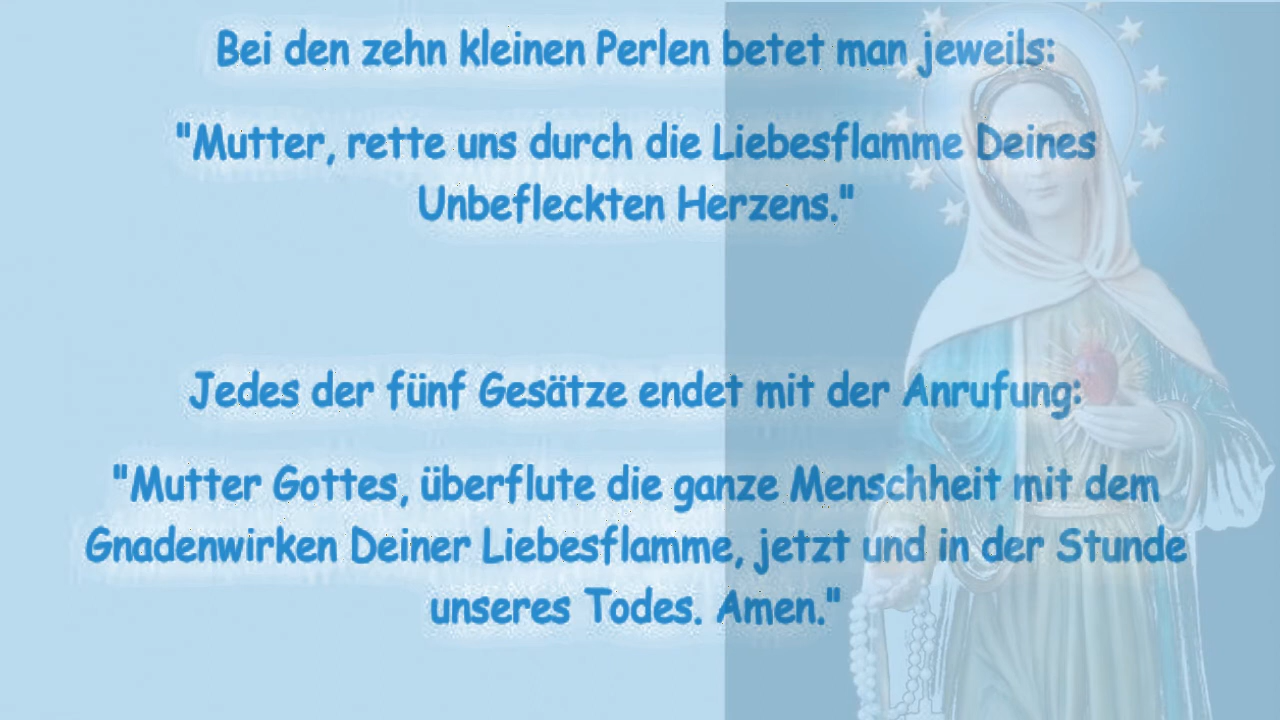 Bei den zehn kleinen Perlen betet man jeweils:
"Mutter, rette uns durch die Liebesflamme Deines
Unbefleckten Herzens."
Jedes der fünf Gesätze endet mit der Anrufung:
"Mutter Gottes, überflute die ganze Menschheit mit dem
Gnadenwirken Deiner Liebesflamme, jetzt und in der Stunde
unseres Todes. Amen."